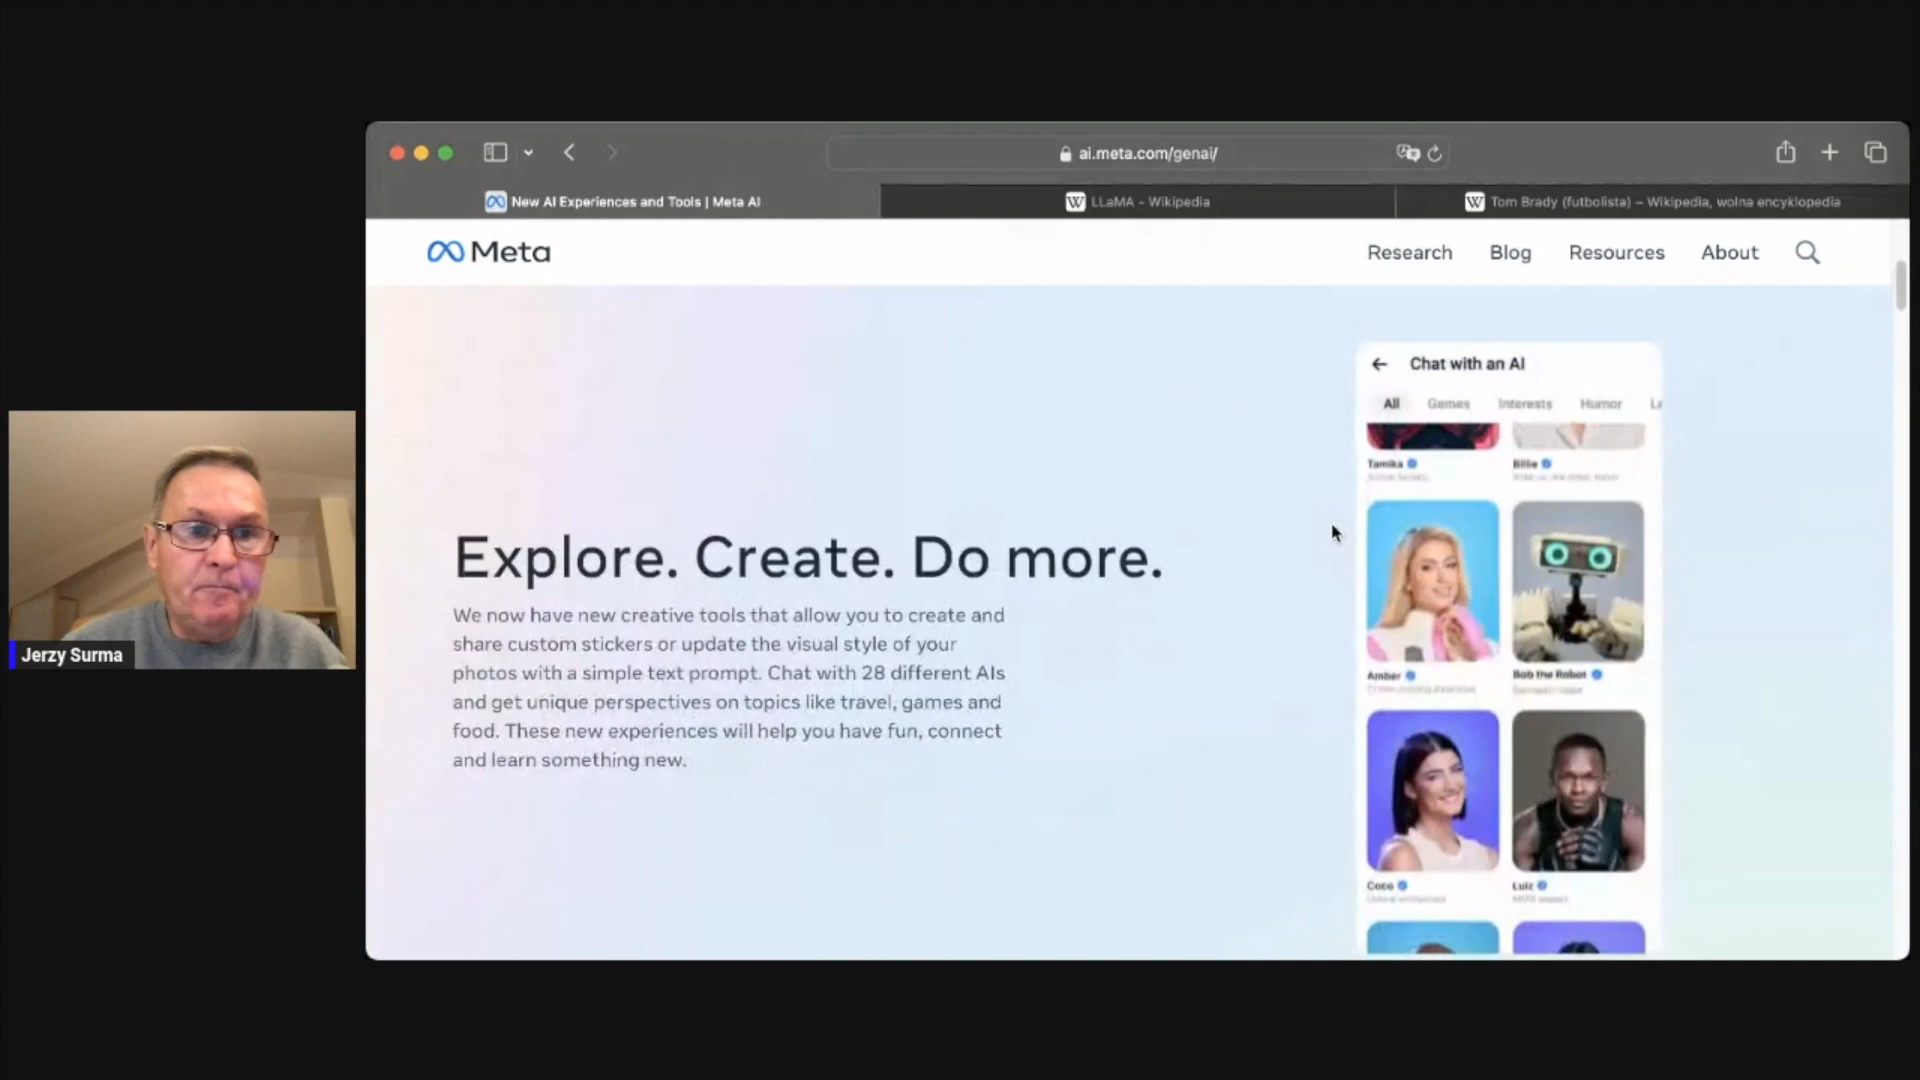 ai.meta.com/genai/
New AI Experiences and Tools | Meta AI
LLaMA - Wikipedia
Tom Brady (futbolista) – Wikipedia, wolna encyklopedia
Meta
Research
Blog
Resources
About
Chat with an AI
All
Games
Interests
Humor
Tamika
Billie
Explore. Create. Do more.
We now have new creative tools that allow you to create and
share custom stickers or update the visual style of your
photos with a simple text prompt. Chat with 28 different AIs
and get unique perspectives on topics like travel, games and
food. These new experiences will help you have fun, connect
and learn something new.
Amber
Bob the Robot
Coco
Luiz
Jerzy Surma